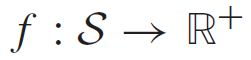 f : 𝒮 → ℝ⁺